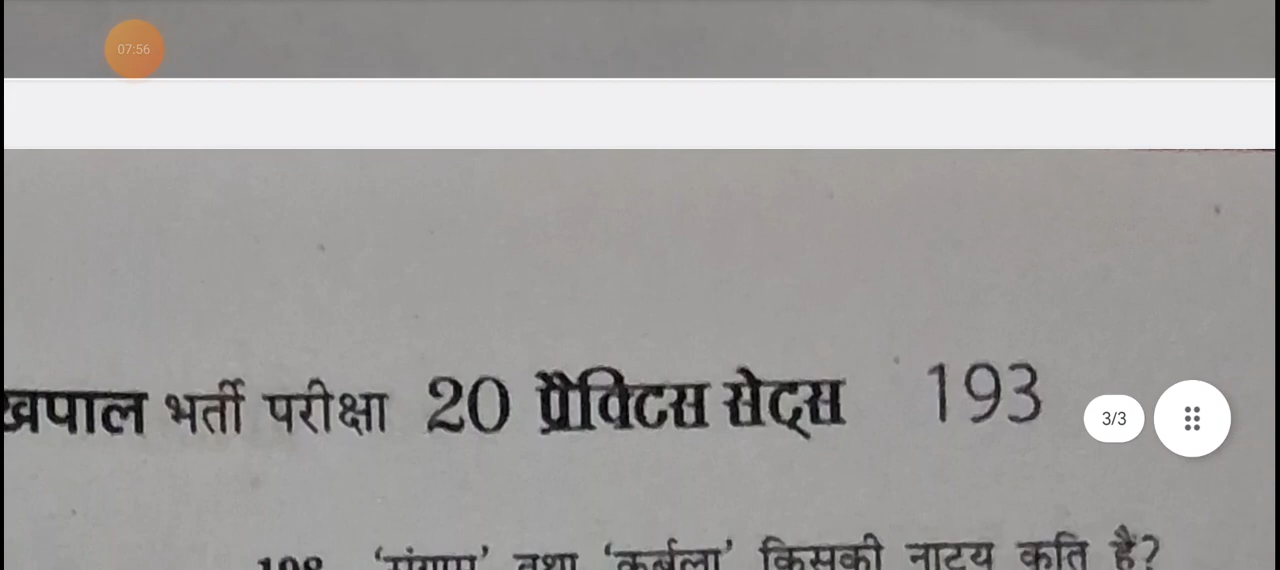 07:56
खपाल भर्ती परीक्षा 20 प्रैक्टिस सेट्स 193
3/3
'संग्राम' तथा 'कर्बला' किसकी नाट्य कृति है?